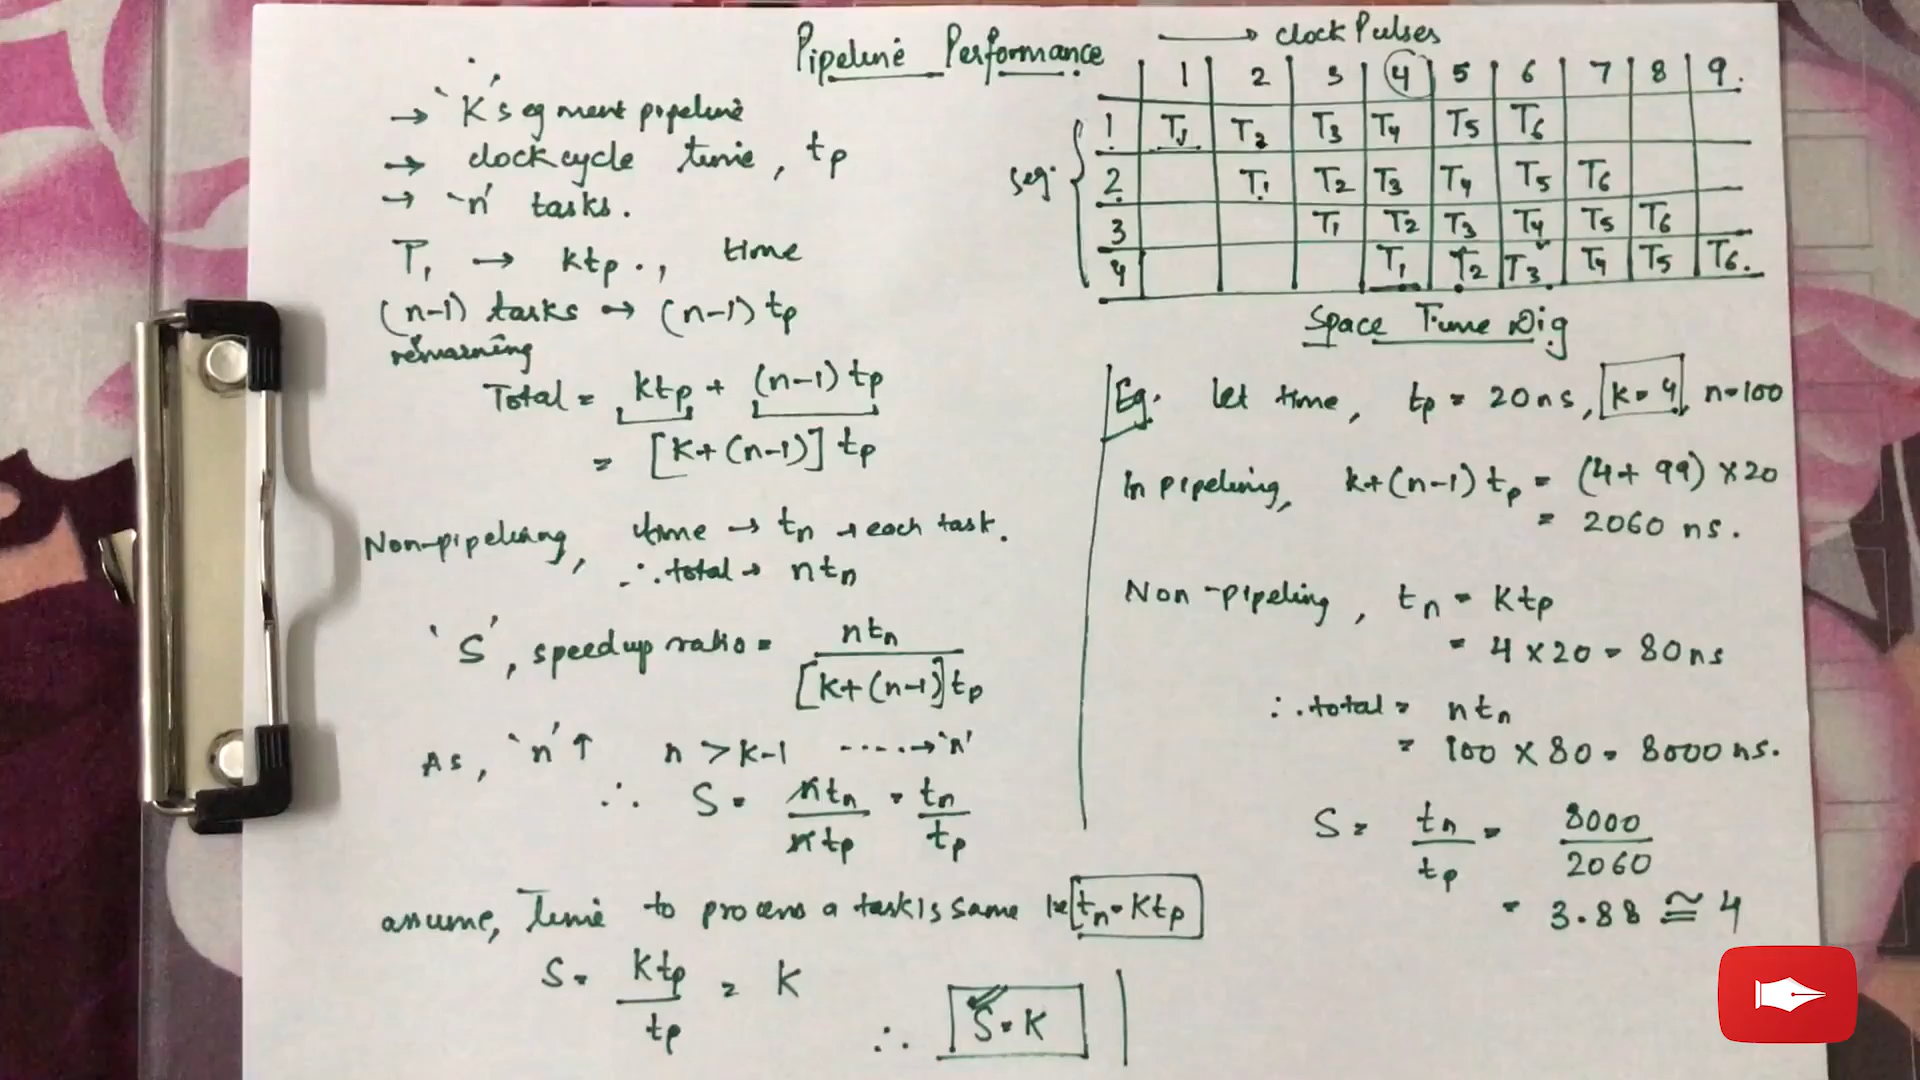 Pipeline Performance
→ 'K' segment pipeline
→ clock cycle time, tp
→ 'n' tasks.
T1 → ktp., time
(n-1) tasks → (n-1) tp
remaining
Total = ktp + (n-1) tp
= [K+(n-1)] tp
Non-pipelining, time → tn → each task.
∴ total → ntn
'S', speedup ratio = ntn / [K+(n-1)]tp
As, 'n' ↑ n > k-1 ----→ 'n'
∴ S = ntn / ntp = tn / tp
assume, Time to process a task is same ie tn = Ktp
S = Ktp / tp = K
∴ S = K
→ clock Pulses
1 2 3 4 5 6 7 8 9.
seg.
1 T1 T2 T3 T4 T5 T6
2 T1 T2 T3 T4 T5 T6
3 T1 T2 T3 T4 T5 T6
4 T1 T2 T3 T4 T5 T6.
Space Time Dig
Eg. let time, tp = 20ns, k = 4, n=100
In pipelining, k+(n-1) tp = (4+ 99) × 20
= 2060 ns.
Non-pipeling, tn = Ktp
= 4 × 20 = 80ns
∴ total = ntn
= 100 × 80 = 8000 ns.
S = tn / tp = 8000 / 2060
= 3.88 ≅ 4